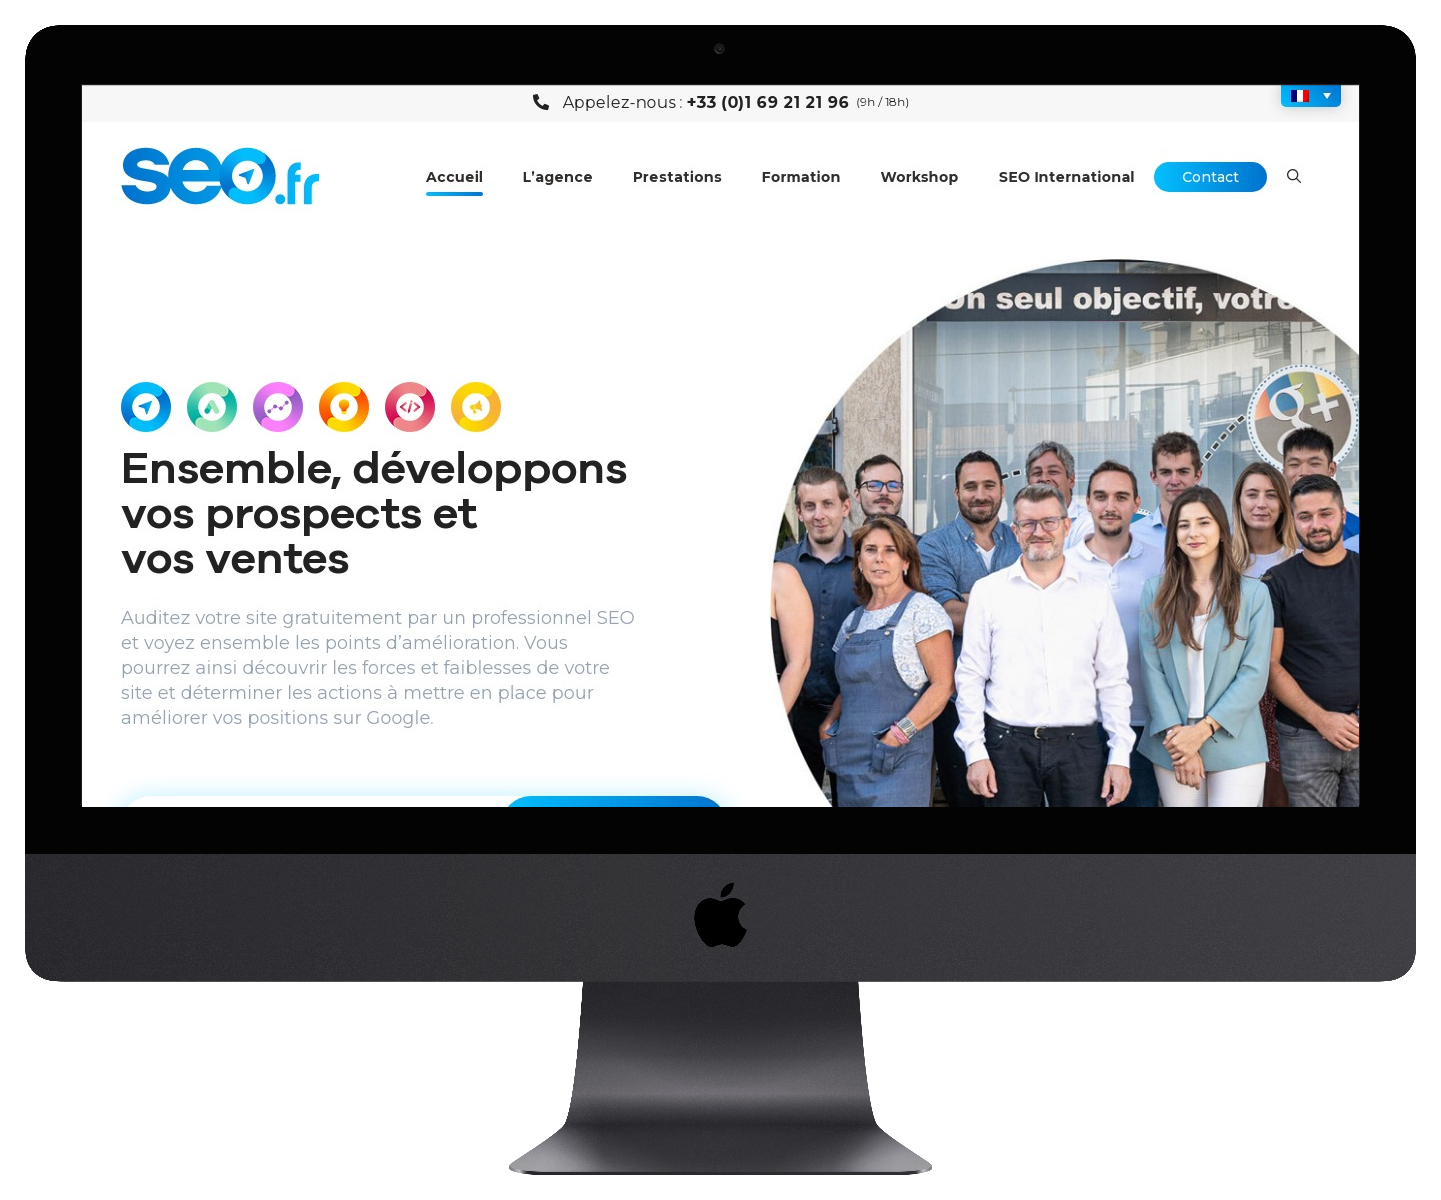 Appelez-nous : +33 (0)1 69 21 21 96 (9h / 18h)
seo.fr
Accueil L'agence Prestations Formation Workshop SEO International Contact
un seul objectif, votre
g+
Ensemble, développons
vos prospects et
vos ventes
Auditez votre site gratuitement par un professionnel SEO
et voyez ensemble les points d’amélioration. Vous
pourrez ainsi découvrir les forces et faiblesses de votre
site et déterminer les actions à mettre en place pour
améliorer vos positions sur Google.